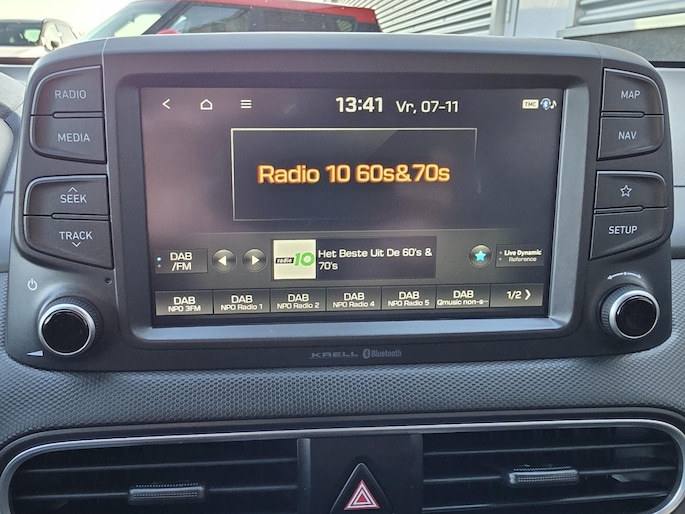 RADIO
MEDIA
SEEK
TRACK
MAP
NAV
SETUP
13:41 Vr, 07-11
TMC
Radio 10 60s&70s
DAB
/FM
radio 10
Het Beste Uit De 60's &
70's
Live Dynamic
Reference
DAB
NPO 3FM
DAB
NPO Radio 1
DAB
NPO Radio 2
DAB
NPO Radio 4
DAB
NPO Radio 5
DAB
Qmusic non-s--
1/2
KRELL Bluetooth